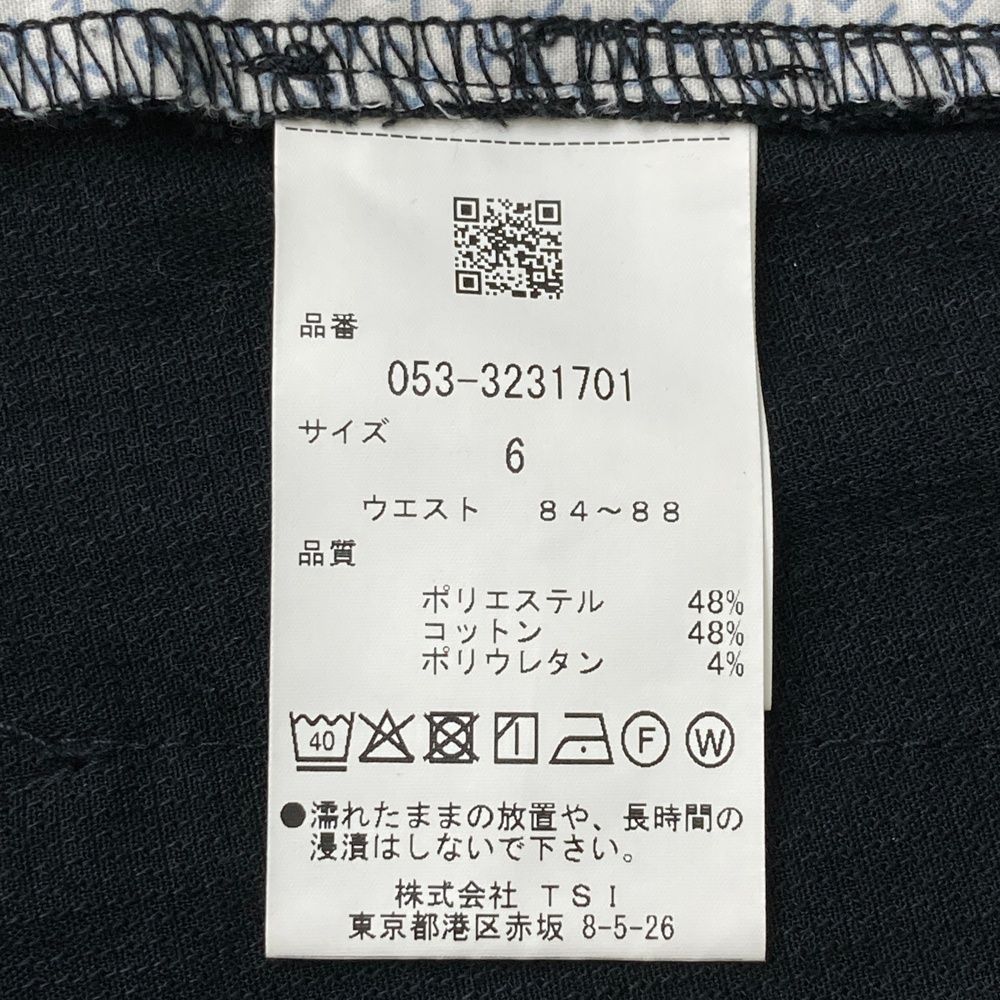 品番
053-3231701
サイズ
6
ウエスト 84～88
品質
ポリエステル 48%
コットン 48%
ポリウレタン 4%
40 F W
●濡れたままの放置や、長時間の
浸漬はしないで下さい。
株式会社 TSI
東京都港区赤坂 8-5-26